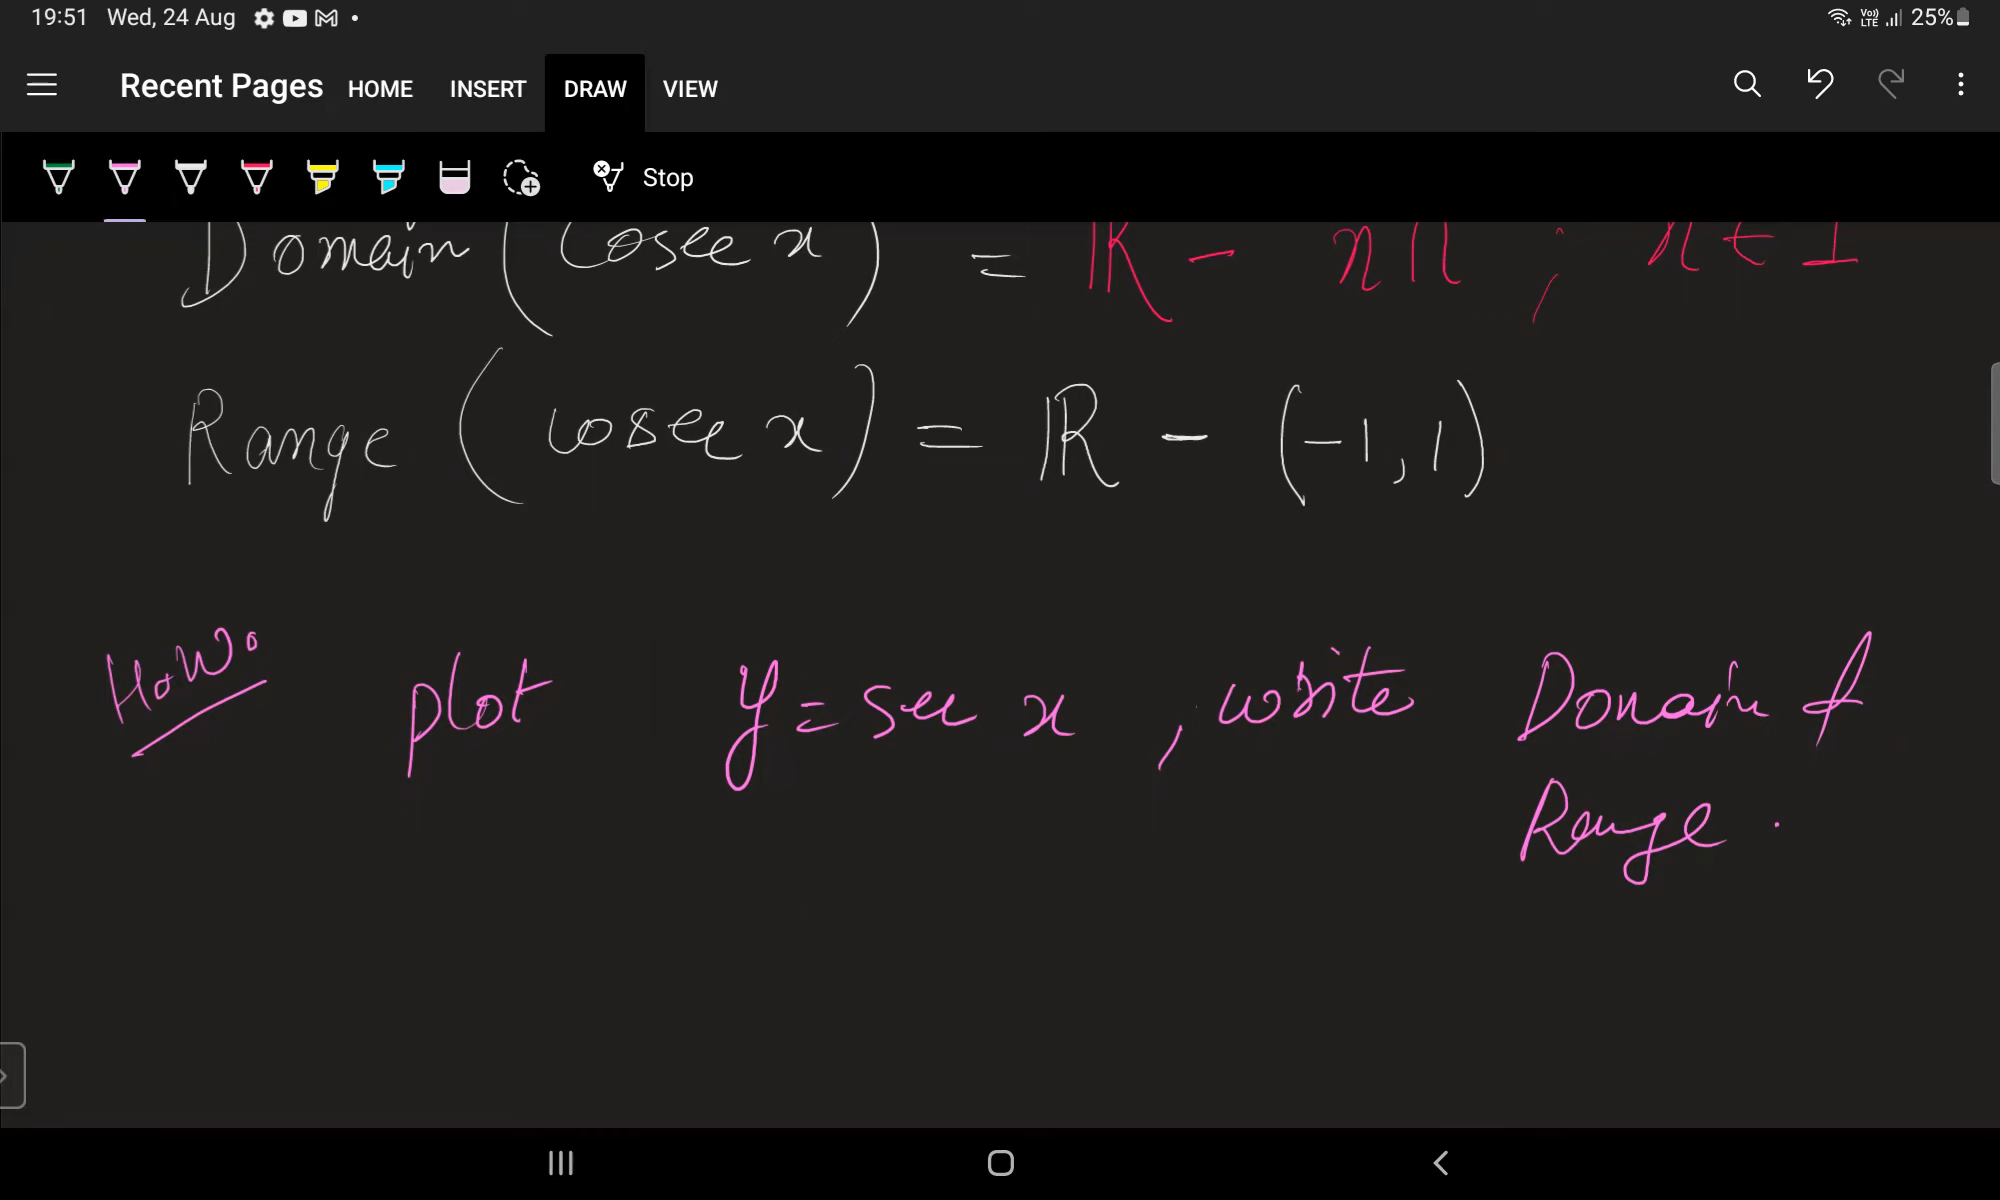 19:51 Wed, 24 Aug 25%
Recent Pages HOME INSERT DRAW VIEW
Stop
Domain (Cosec x) = ℝ - nπ ; n ∈ I
Range (cosec x) = ℝ - (-1, 1)
H.W. plot y = sec x , write Domain &
Range .